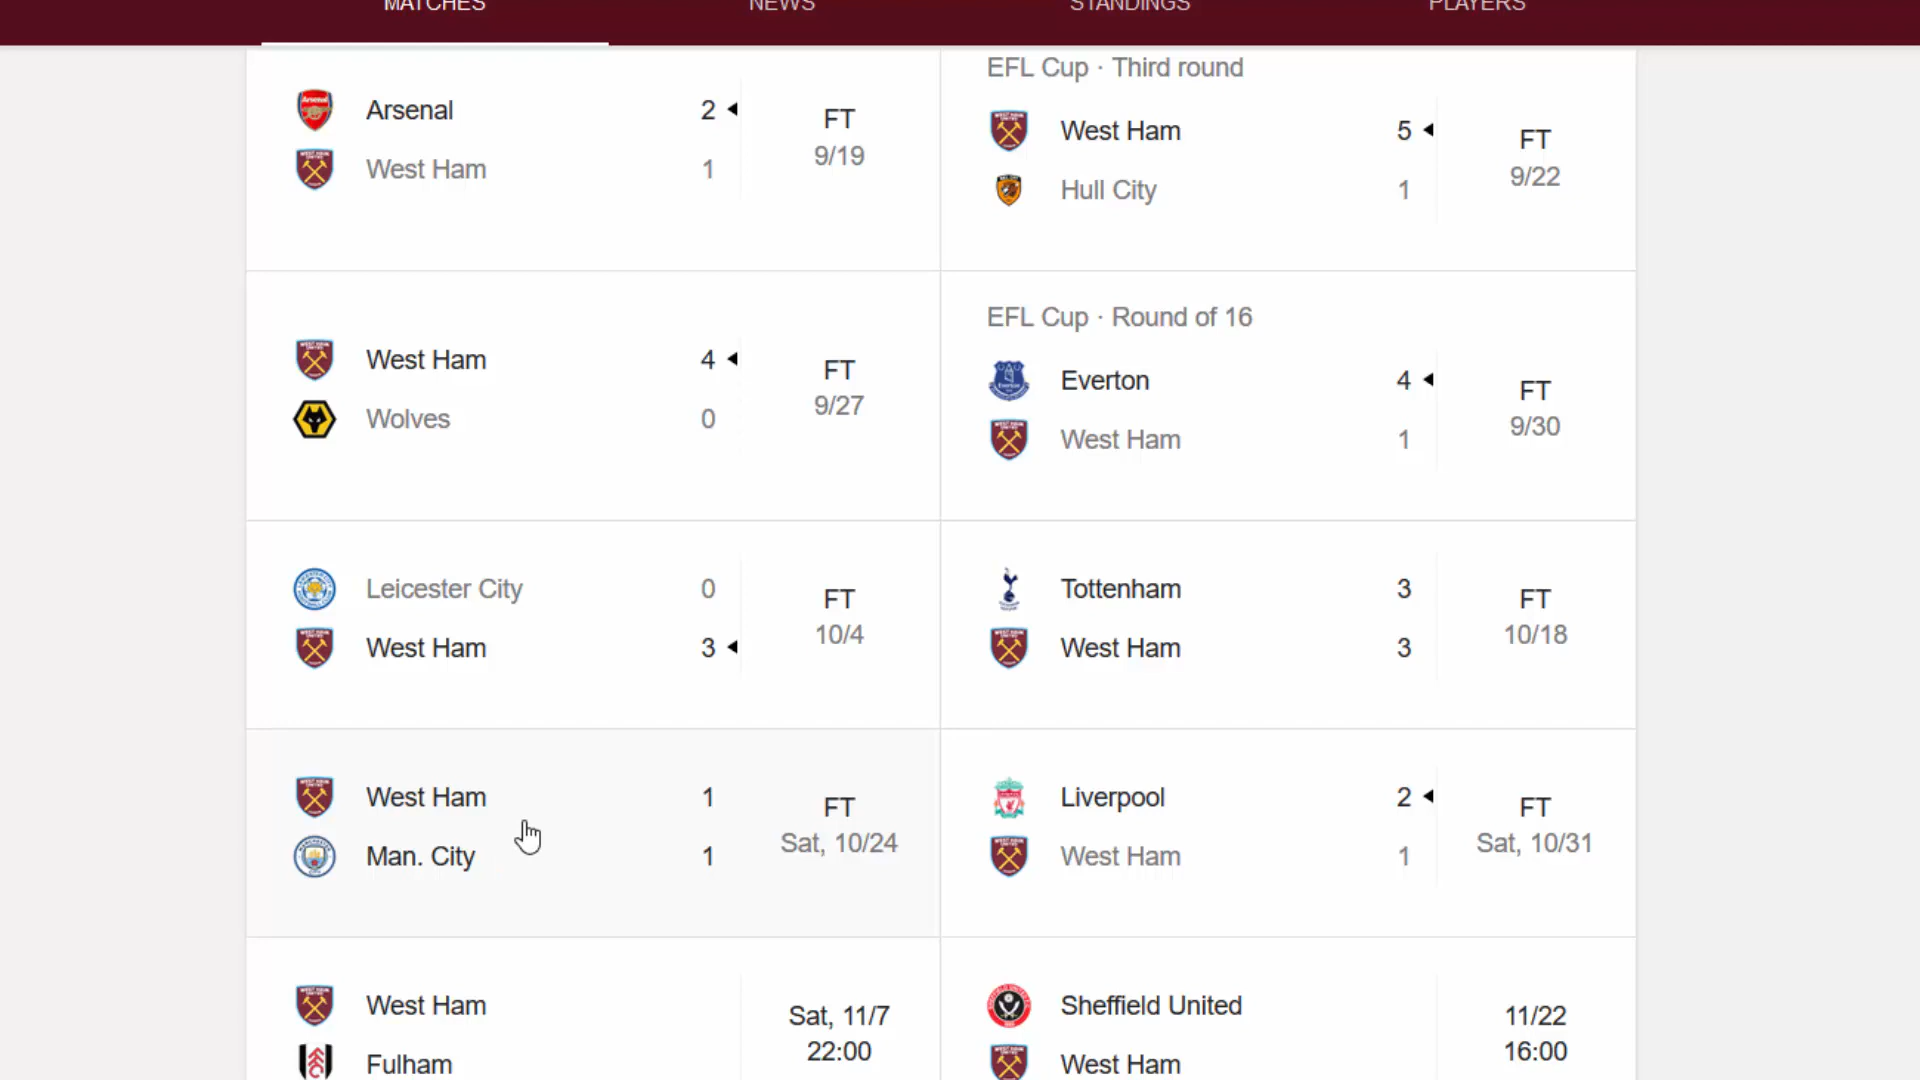 MATCHES
NEWS
STANDINGS
PLAYERS
Arsenal 2
West Ham 1
FT
9/19
EFL Cup · Third round
West Ham 5
Hull City 1
FT
9/22
West Ham 4
Wolves 0
FT
9/27
EFL Cup · Round of 16
Everton 4
West Ham 1
FT
9/30
Leicester City 0
West Ham 3
FT
10/4
Tottenham 3
West Ham 3
FT
10/18
West Ham 1
Man. City 1
FT
Sat, 10/24
Liverpool 2
West Ham 1
FT
Sat, 10/31
West Ham
Fulham
Sat, 11/7
22:00
Sheffield United
West Ham
11/22
16:00